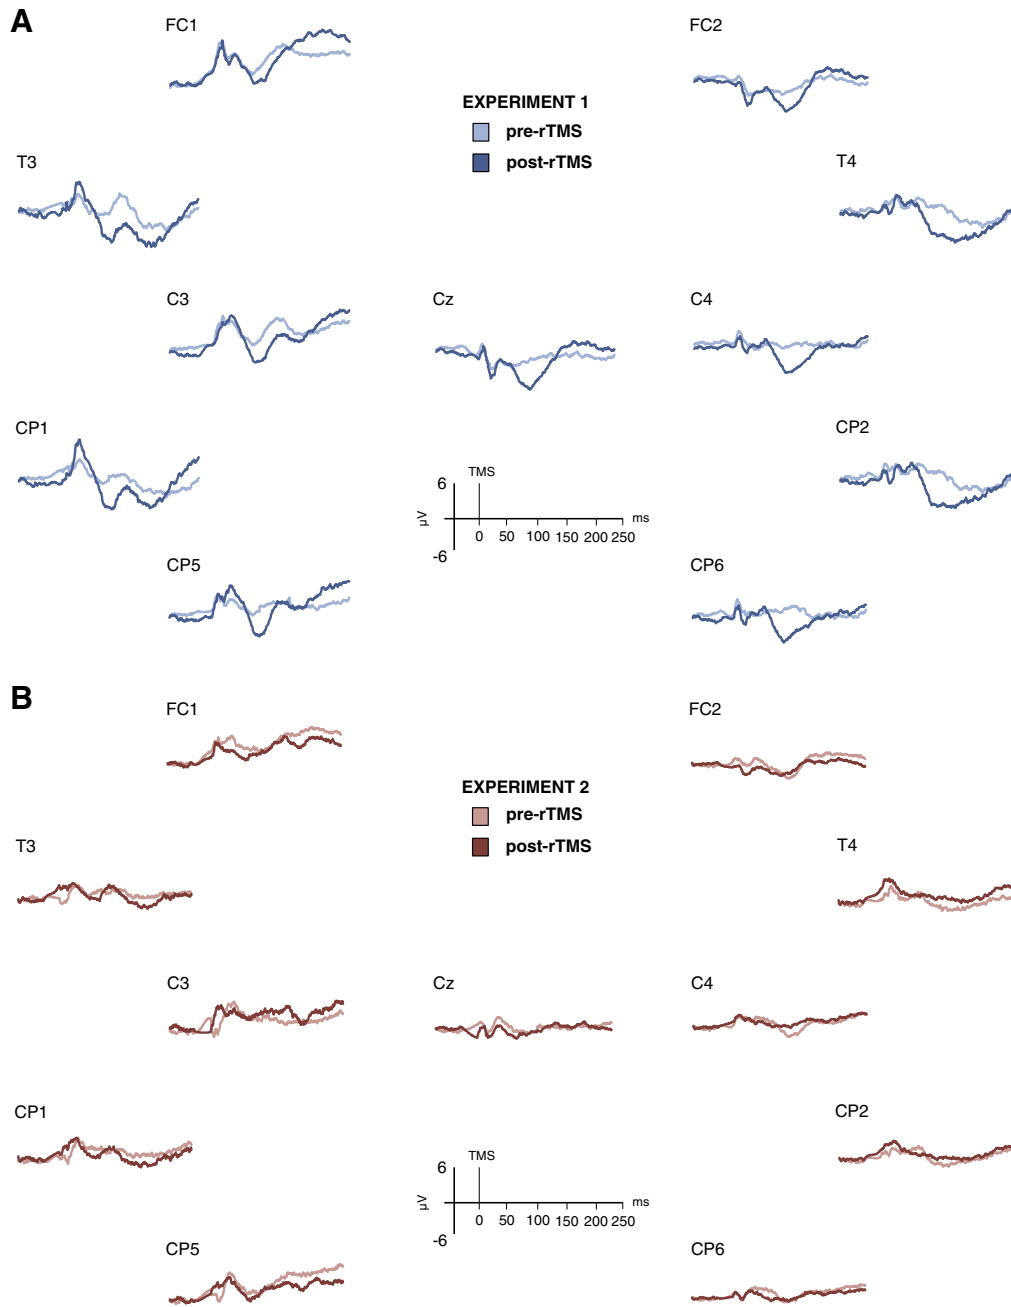 A
FC1
FC2
EXPERIMENT 1
pre-rTMS
post-rTMS
T3
T4
C3
Cz
C4
CP1
CP2
TMS
6
µV
ms
0 50 100 150 200 250
-6
CP5
CP6
B
FC1
FC2
EXPERIMENT 2
pre-rTMS
post-rTMS
T3
T4
C3
Cz
C4
CP1
CP2
TMS
6
µV
ms
0 50 100 150 200 250
-6
CP5
CP6